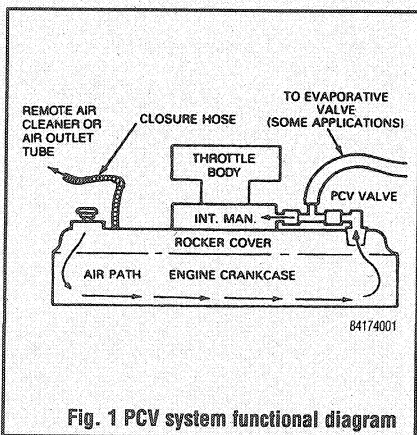 REMOTE AIR
CLEANER OR
AIR OUTLET
TUBE
CLOSURE HOSE
TO EVAPORATIVE
VALVE
(SOME APPLICATIONS)
THROTTLE
BODY
PCV VALVE
INT. MAN.
ROCKER COVER
AIR PATH
ENGINE CRANKCASE
84174001
Fig. 1 PCV system functional diagram